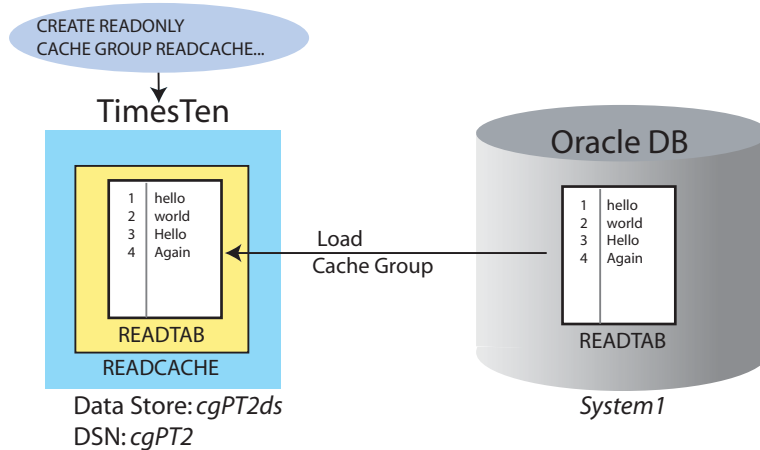 CREATE READONLY
CACHE GROUP READCACHE...
TimesTen
1 hello
2 world
3 Hello
4 Again
READTAB
READCACHE
Data Store: cgPT2ds
DSN: cgPT2
Load
Cache Group
Oracle DB
1 hello
2 world
3 Hello
4 Again
READTAB
System1